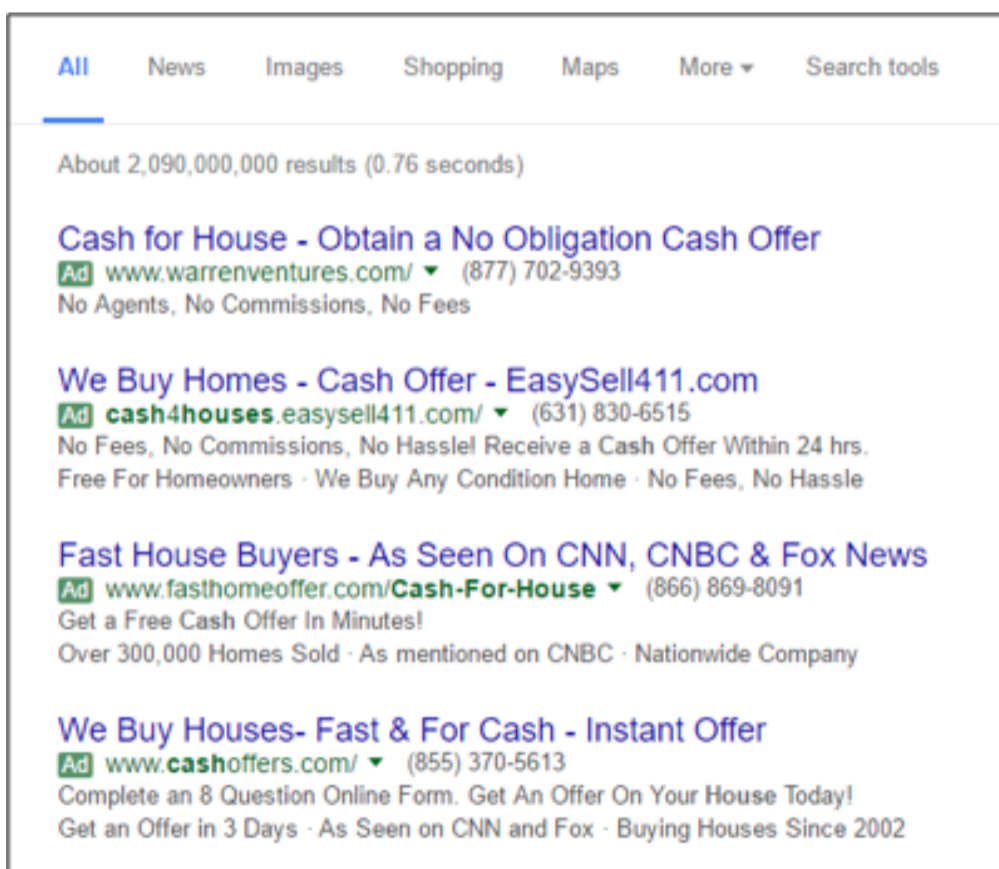 All News Images Shopping Maps More Search tools
About 2,090,000,000 results (0.76 seconds)
Cash for House - Obtain a No Obligation Cash Offer
Ad www.warrenventures.com/ (877) 702-9393
No Agents, No Commissions, No Fees
We Buy Homes - Cash Offer - EasySell411.com
Ad cash4houses.easysell411.com/ (631) 830-6515
No Fees, No Commissions, No Hassle! Receive a Cash Offer Within 24 hrs.
Free For Homeowners · We Buy Any Condition Home · No Fees, No Hassle
Fast House Buyers - As Seen On CNN, CNBC & Fox News
Ad www.fasthomeoffer.com/Cash-For-House (866) 869-8091
Get a Free Cash Offer In Minutes!
Over 300,000 Homes Sold · As mentioned on CNBC · Nationwide Company
We Buy Houses- Fast & For Cash - Instant Offer
Ad www.cashoffers.com/ (855) 370-5613
Complete an 8 Question Online Form. Get An Offer On Your House Today!
Get an Offer in 3 Days · As Seen on CNN and Fox · Buying Houses Since 2002